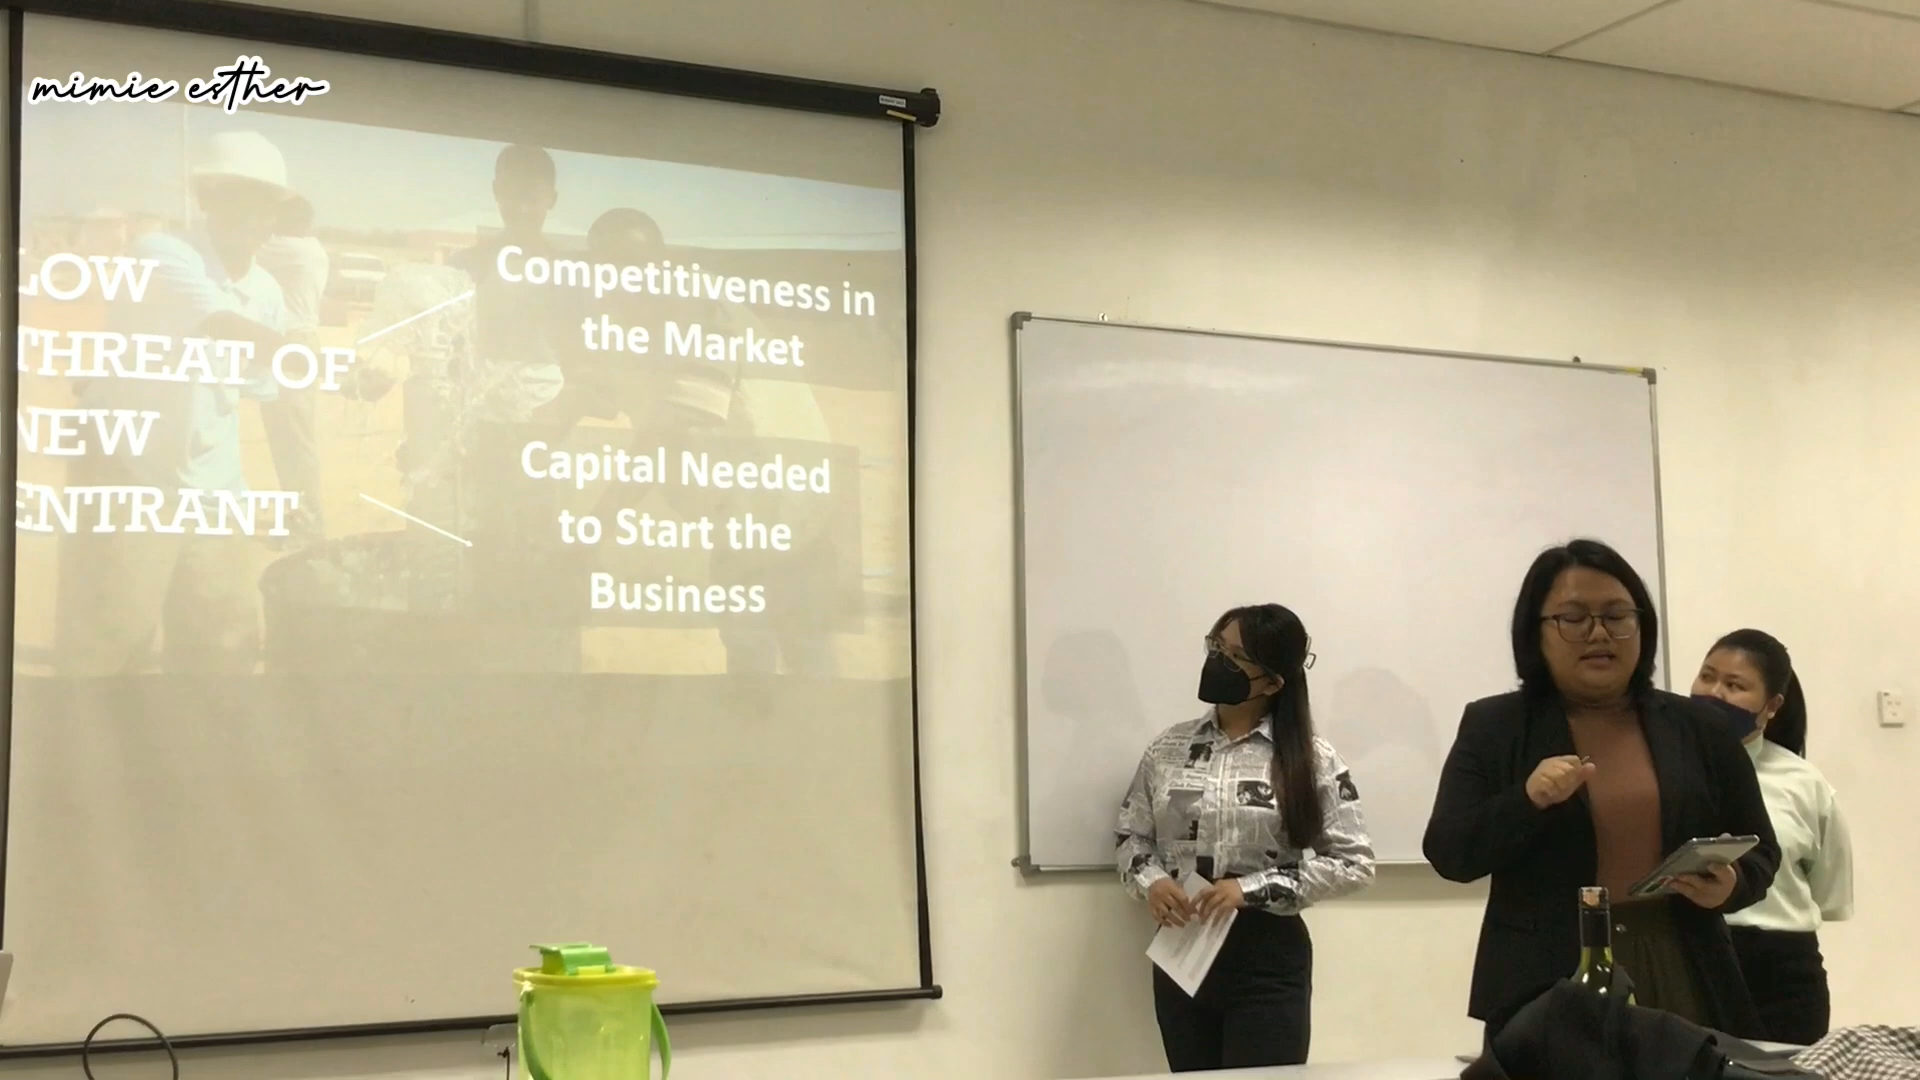 mimie esther
LOW
THREAT OF
NEW
ENTRANT
Competitiveness in
the Market
Capital Needed
to Start the
Business